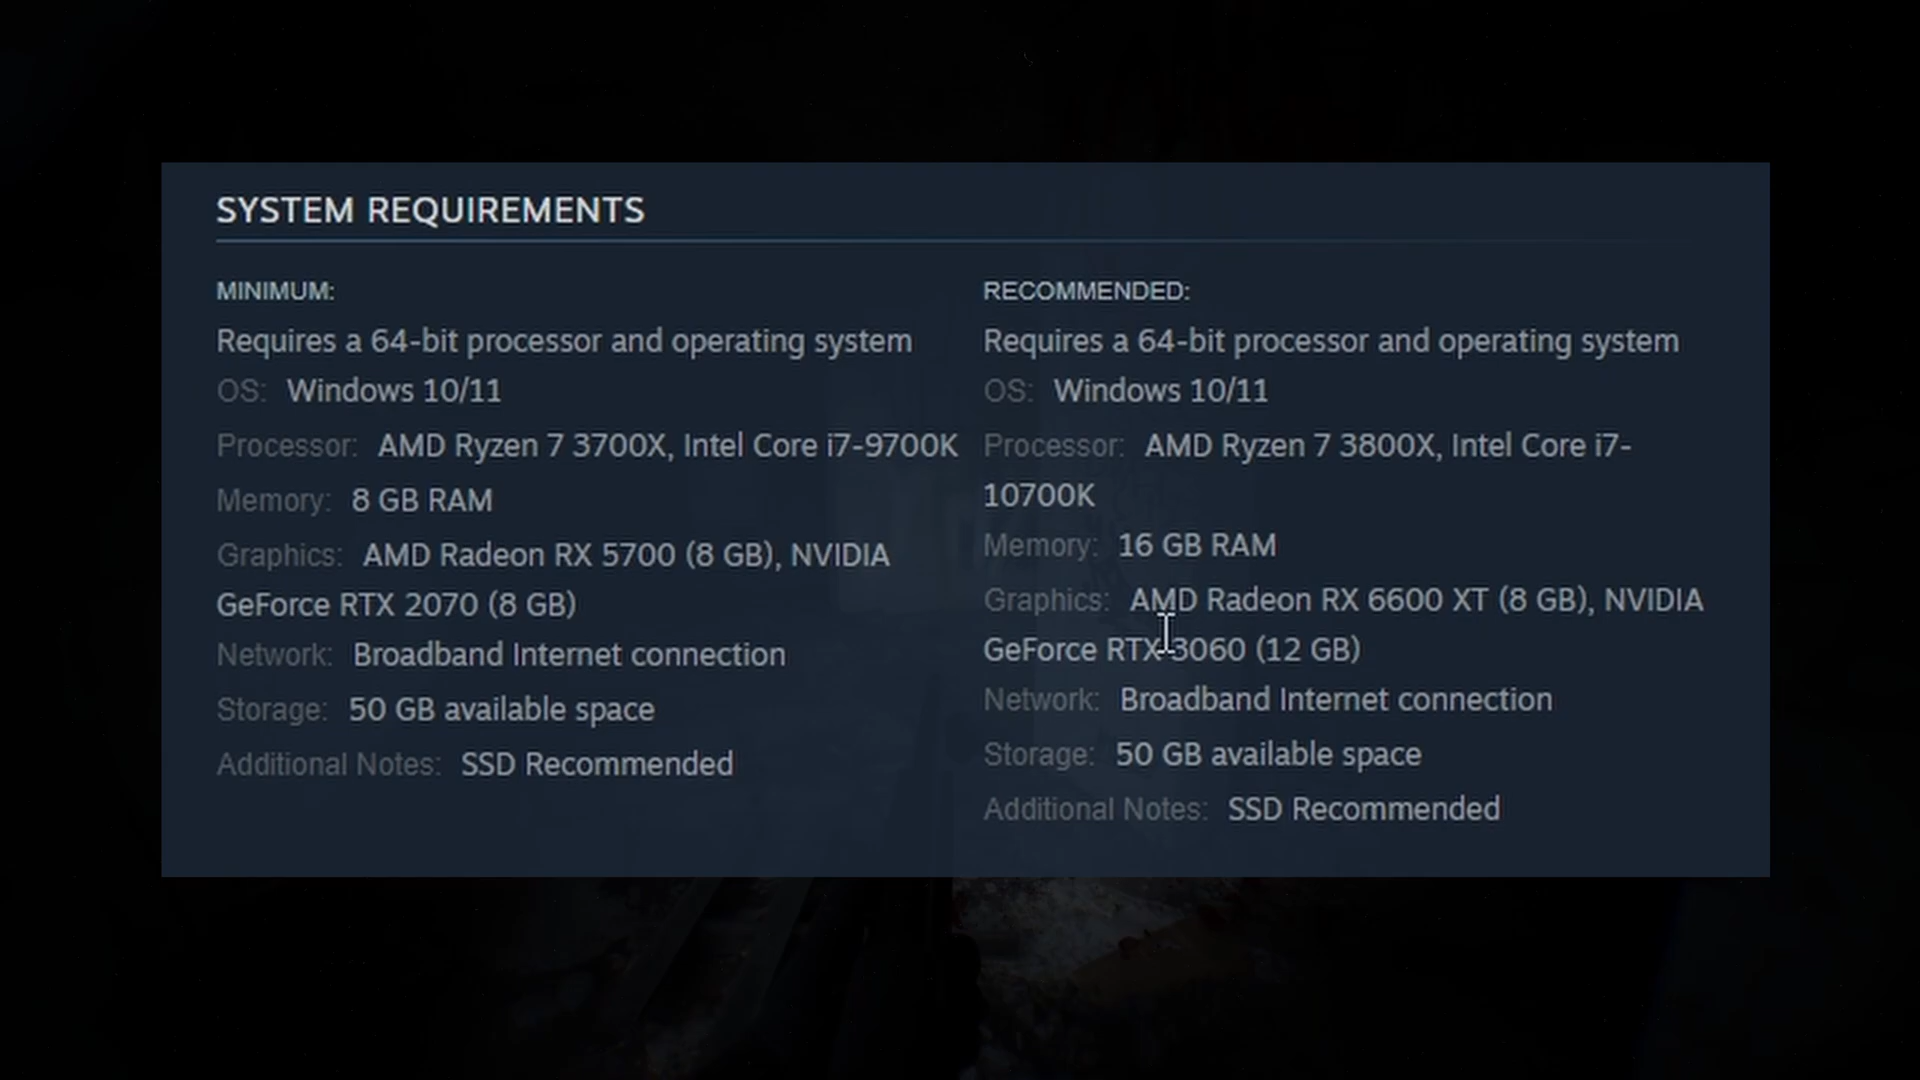 SYSTEM REQUIREMENTS
MINIMUM:
Requires a 64-bit processor and operating system
OS: Windows 10/11
Processor: AMD Ryzen 7 3700X, Intel Core i7-9700K
Memory: 8 GB RAM
Graphics: AMD Radeon RX 5700 (8 GB), NVIDIA
GeForce RTX 2070 (8 GB)
Network: Broadband Internet connection
Storage: 50 GB available space
Additional Notes: SSD Recommended
RECOMMENDED:
Requires a 64-bit processor and operating system
OS: Windows 10/11
Processor: AMD Ryzen 7 3800X, Intel Core i7-
10700K
Memory: 16 GB RAM
Graphics: AMD Radeon RX 6600 XT (8 GB), NVIDIA
GeForce RTX 3060 (12 GB)
Network: Broadband Internet connection
Storage: 50 GB available space
Additional Notes: SSD Recommended